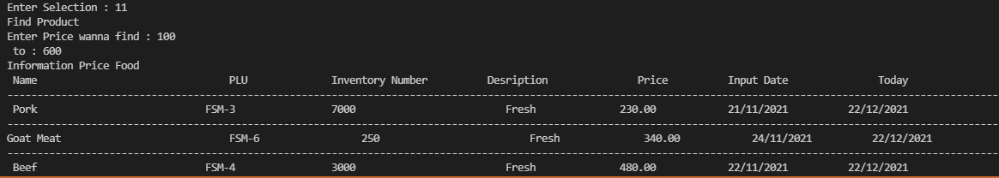 Enter Selection : 11
Find Product
Enter Price wanna find : 100
to : 600
Information Price Food
Name PLU Inventory Number Desription Price Input Date Today
--------------------------------------------------------------------------------
Pork FSM-3 7000 Fresh 230.00 21/11/2021 22/12/2021
--------------------------------------------------------------------------------
Goat Meat FSM-6 250 Fresh 340.00 24/11/2021 22/12/2021
--------------------------------------------------------------------------------
Beef FSM-4 3000 Fresh 480.00 22/11/2021 22/12/2021